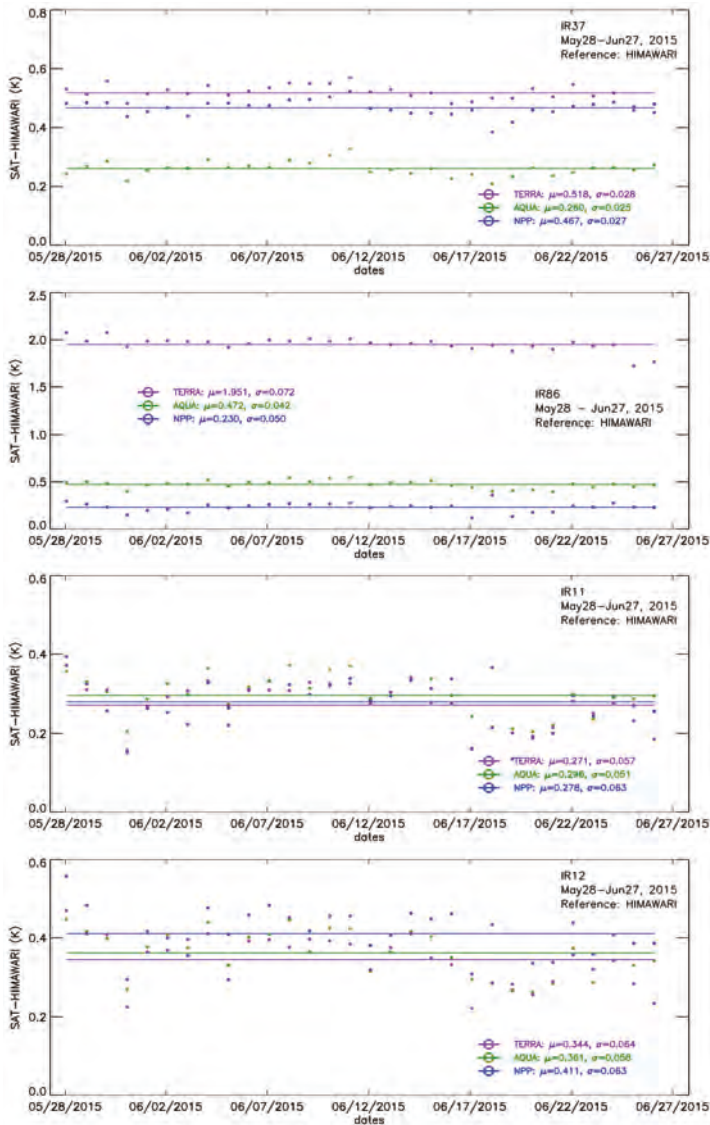 0.8
0.6
0.4
0.2
0.0
SAT-HIMAWARI (K)
IR37
May28-Jun27, 2015
Reference: HIMAWARI
TERRA: μ=0.518, σ=0.028
AQUA: μ=0.260, σ=0.025
NPP: μ=0.467, σ=0.027
05/28/2015 06/02/2015 06/07/2015 06/12/2015 06/17/2015 06/22/2015 06/27/2015
dates
2.5
2.0
1.5
1.0
0.5
0.0
SAT-HIMAWARI (K)
TERRA: μ=1.951, σ=0.072
AQUA: μ=0.472, σ=0.042
NPP: μ=0.230, σ=0.050
IR86
May28 - Jun27, 2015
Reference: HIMAWARI
05/28/2015 06/02/2015 06/07/2015 06/12/2015 06/17/2015 06/22/2015 06/27/2015
dates
0.6
0.4
0.2
0.0
SAT-HIMAWARI (K)
IR11
May28-Jun27, 2015
Reference: HIMAWARI
TERRA: μ=0.271, σ=0.057
AQUA: μ=0.296, σ=0.051
NPP: μ=0.278, σ=0.063
05/28/2015 06/02/2015 06/07/2015 06/12/2015 06/17/2015 06/22/2015 06/27/2015
dates
0.6
0.4
0.2
0.0
SAT-HIMAWARI (K)
IR12
May28-Jun27, 2015
Reference: HIMAWARI
TERRA: μ=0.344, σ=0.064
AQUA: μ=0.361, σ=0.058
NPP: μ=0.411, σ=0.063
05/28/2015 06/02/2015 06/07/2015 06/12/2015 06/17/2015 06/22/2015 06/27/2015
dates